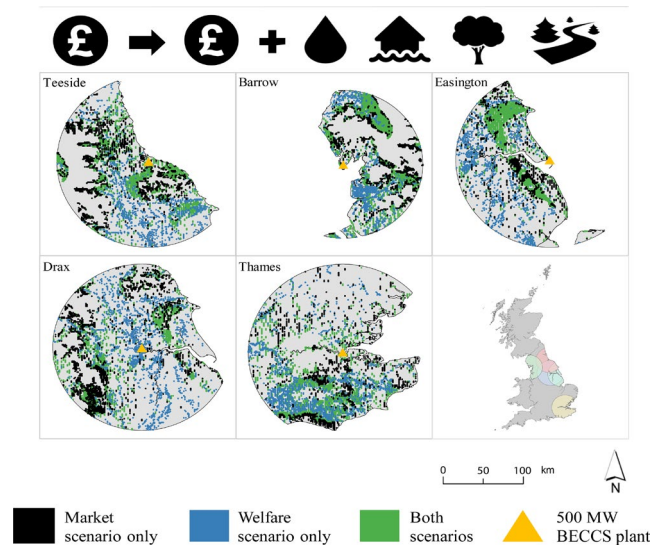 £ £
Teeside Barrow Easington
Drax Thames
0 50 100 km
N
Market scenario only
Welfare scenario only
Both scenarios
500 MW BECCS plant